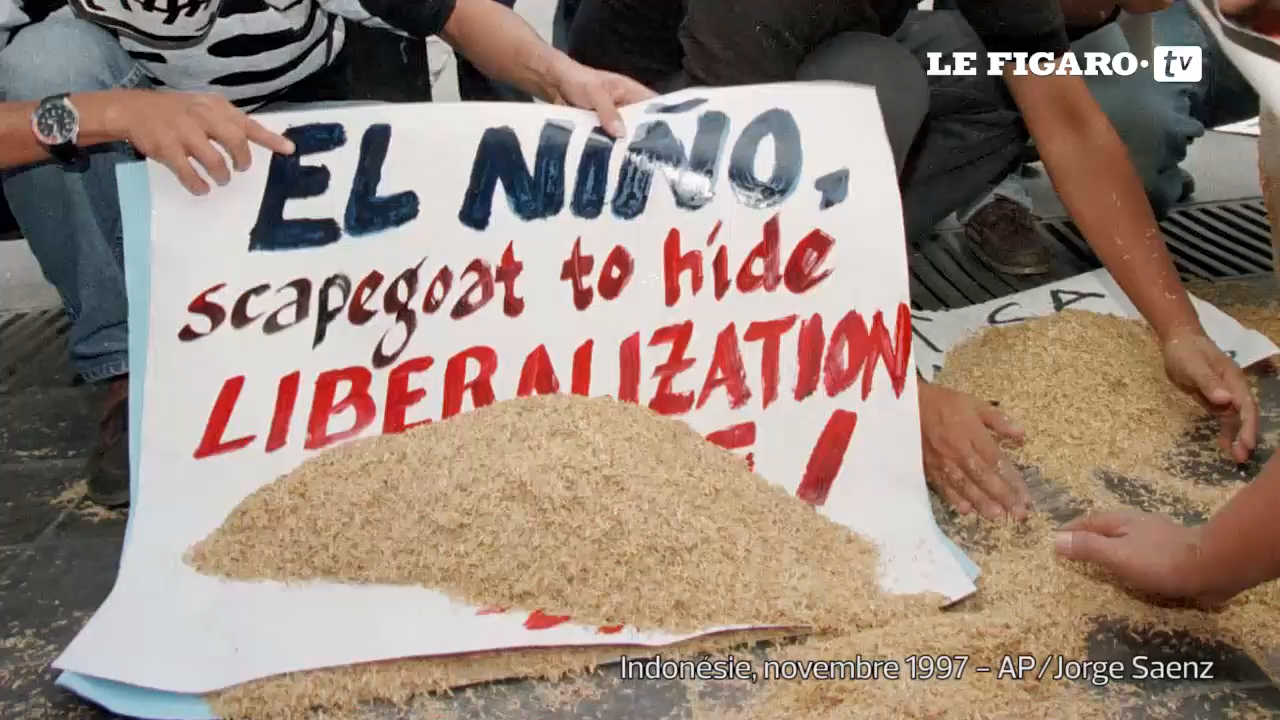 LE FIGARO · tv
EL NIÑO,
scapegoat to hide
LIBERALIZATION
!
Indonésie, novembre 1997 – AP/Jorge Saenz